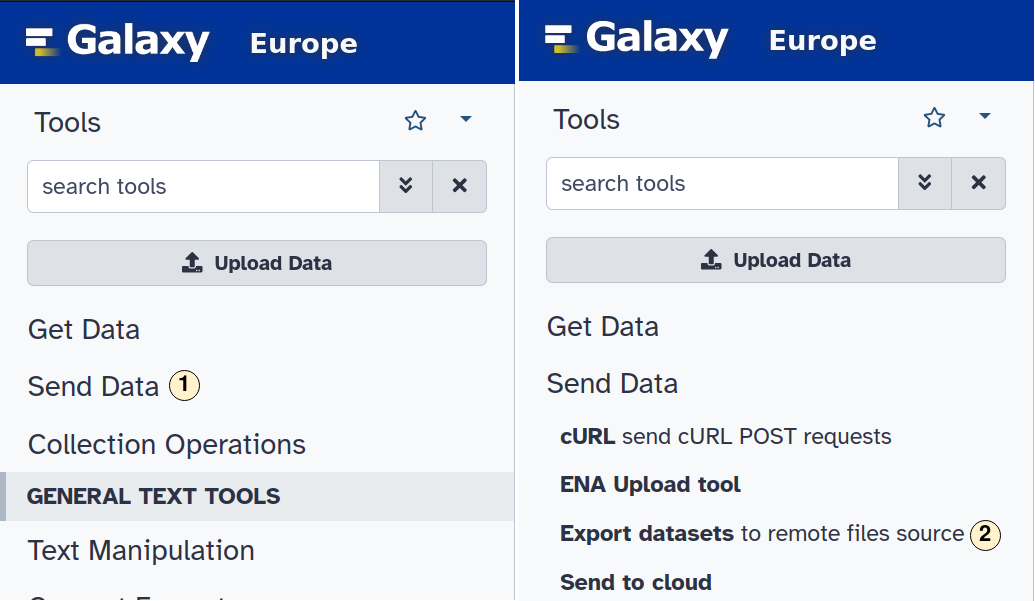 Galaxy Europe
Tools
search tools
Upload Data
Get Data
Send Data 1
Collection Operations
GENERAL TEXT TOOLS
Text Manipulation
Galaxy Europe
Tools
search tools
Upload Data
Get Data
Send Data
cURL send cURL POST requests
ENA Upload tool
Export datasets to remote files source 2
Send to cloud